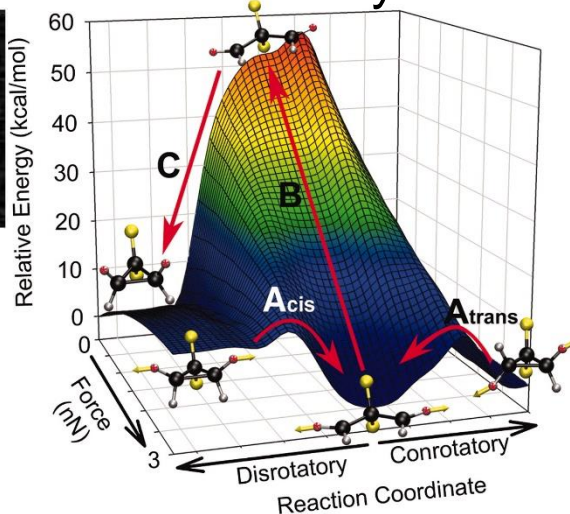 60
50
40
30
20
10
0
Relative Energy (kcal/mol)
C
B
Acis
Atrans
0
Force
(nN)
3
Disrotatory
Conrotatory
Reaction Coordinate